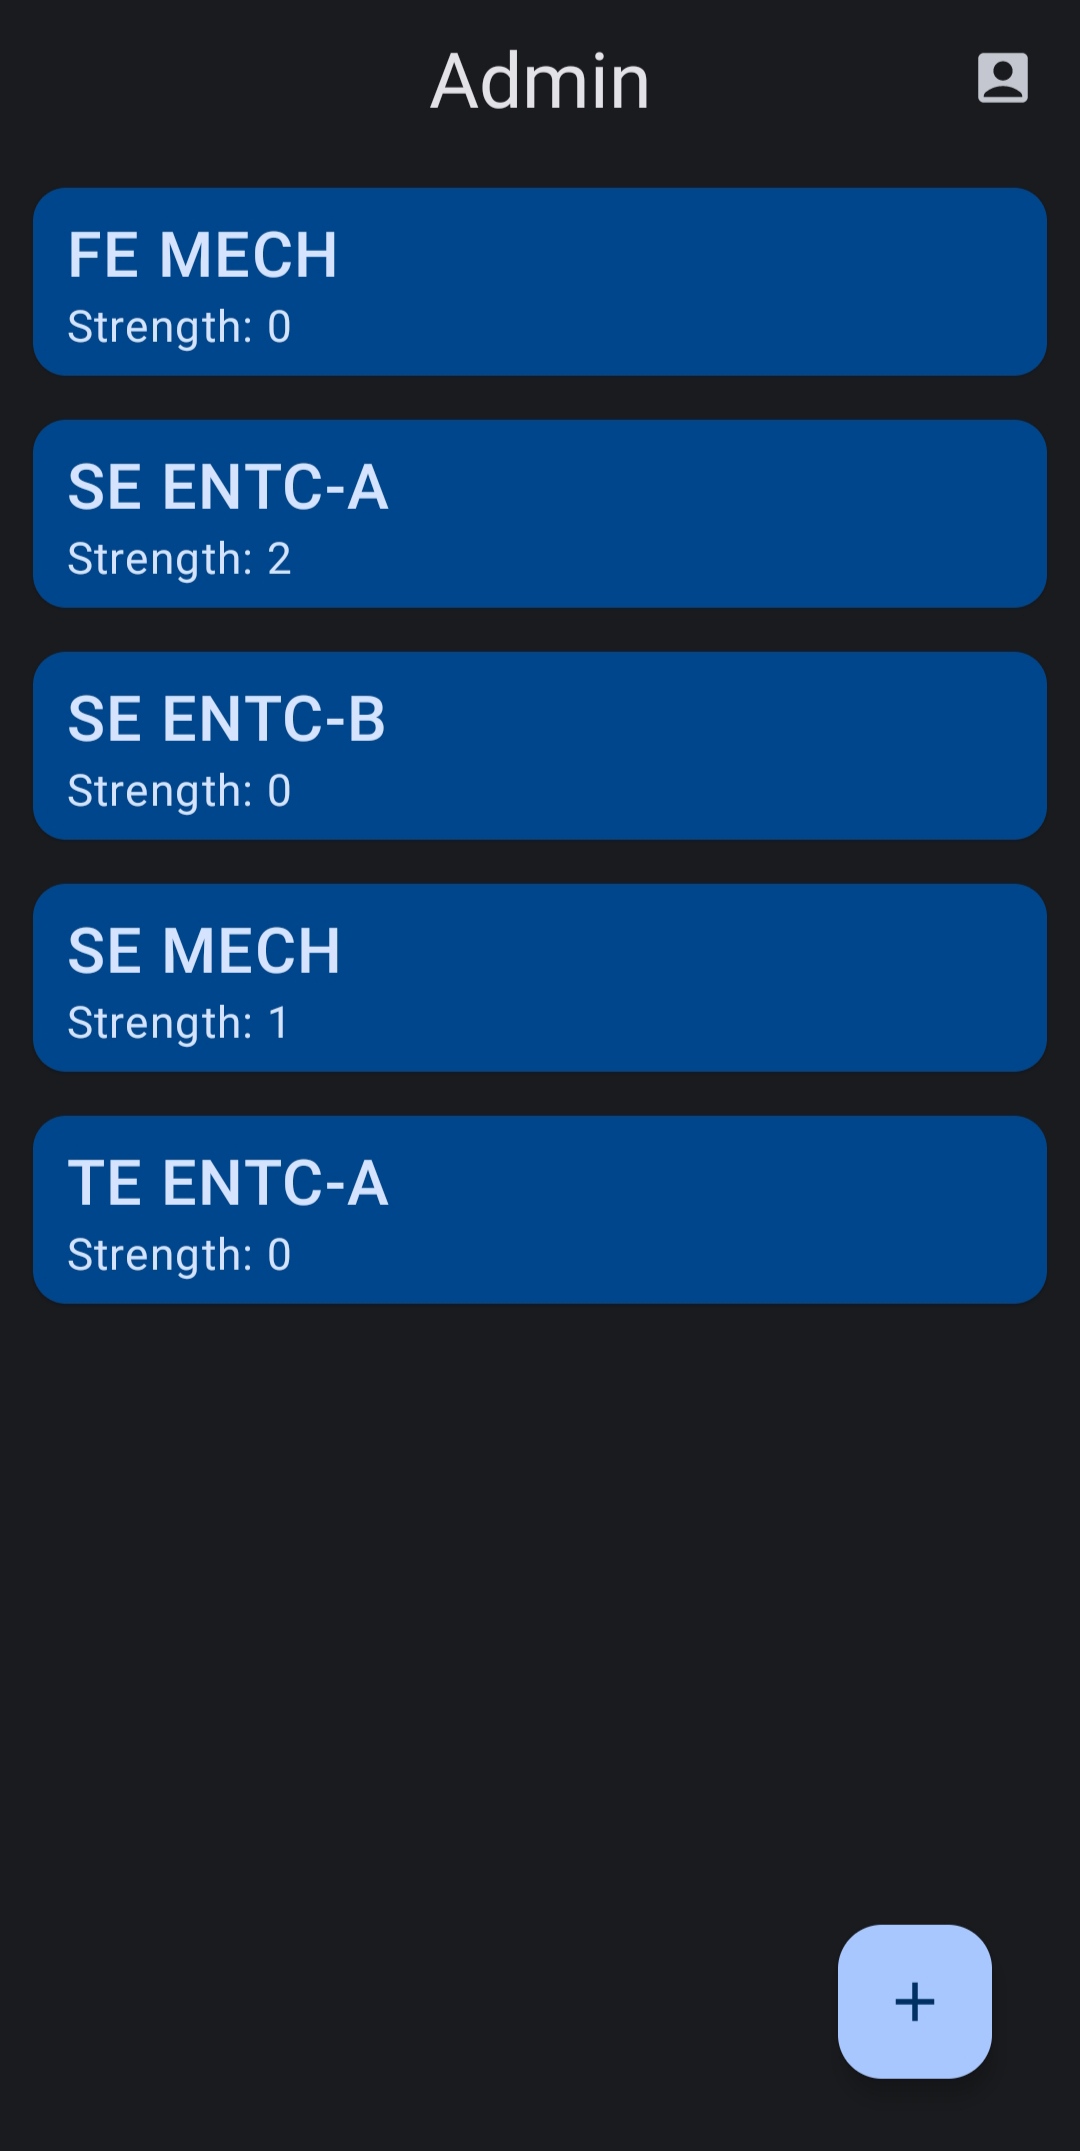 Admin
FE MECH
Strength: 0
SE ENTC-A
Strength: 2
SE ENTC-B
Strength: 0
SE MECH
Strength: 1
TE ENTC-A
Strength: 0
+